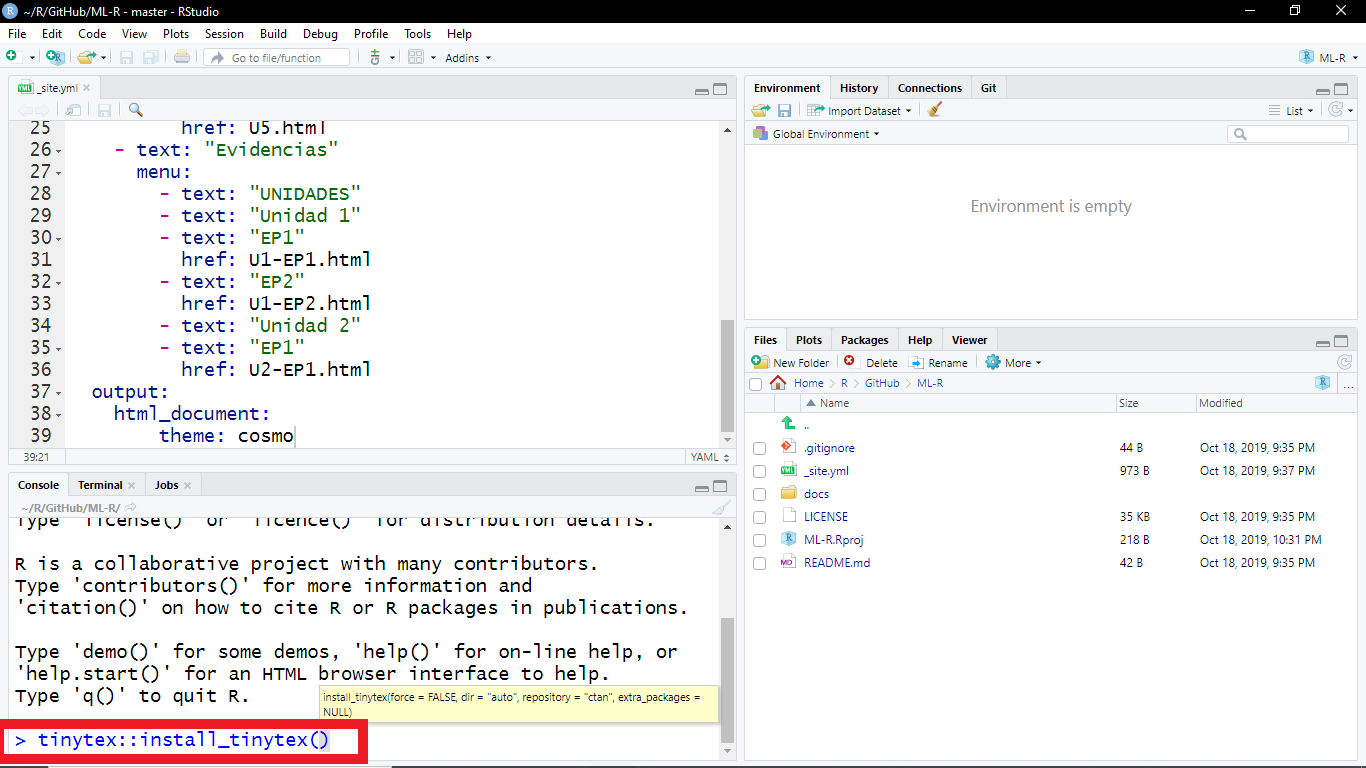 ~/R/GitHub/ML-R - master - RStudio
File Edit Code View Plots Session Build Debug Profile Tools Help
Go to file/function Addins ML-R
_site.yml
25 href: U5.html
26 - text: "Evidencias"
27 menu:
28 - text: "UNIDADES"
29 - text: "Unidad 1"
30 - text: "EP1"
31 href: U1-EP1.html
32 - text: "EP2"
33 href: U1-EP2.html
34 - text: "Unidad 2"
35 - text: "EP1"
36 href: U2-EP1.html
37 output:
38 html_document:
39 theme: cosmo
39:21 YAML
Console Terminal Jobs
~/R/GitHub/ML-R/
Type 'license()' or 'licence()' for distribution details.
R is a collaborative project with many contributors.
Type 'contributors()' for more information and
'citation()' on how to cite R or R packages in publications.
Type 'demo()' for some demos, 'help()' for on-line help, or
'help.start()' for an HTML browser interface to help.
Type 'q()' to quit R.
install_tinytex(force = FALSE, dir = "auto", repository = "ctan", extra_packages =
NULL)
> tinytex::install_tinytex()
Environment History Connections Git
Import Dataset List
Global Environment
Environment is empty
Files Plots Packages Help Viewer
New Folder Delete Rename More
Home R GitHub ML-R ...
Name Size Modified
..
.gitignore 44 B Oct 18, 2019, 9:35 PM
_site.yml 973 B Oct 18, 2019, 9:37 PM
docs
LICENSE 35 KB Oct 18, 2019, 9:35 PM
ML-R.Rproj 218 B Oct 18, 2019, 10:31 PM
README.md 42 B Oct 18, 2019, 9:35 PM